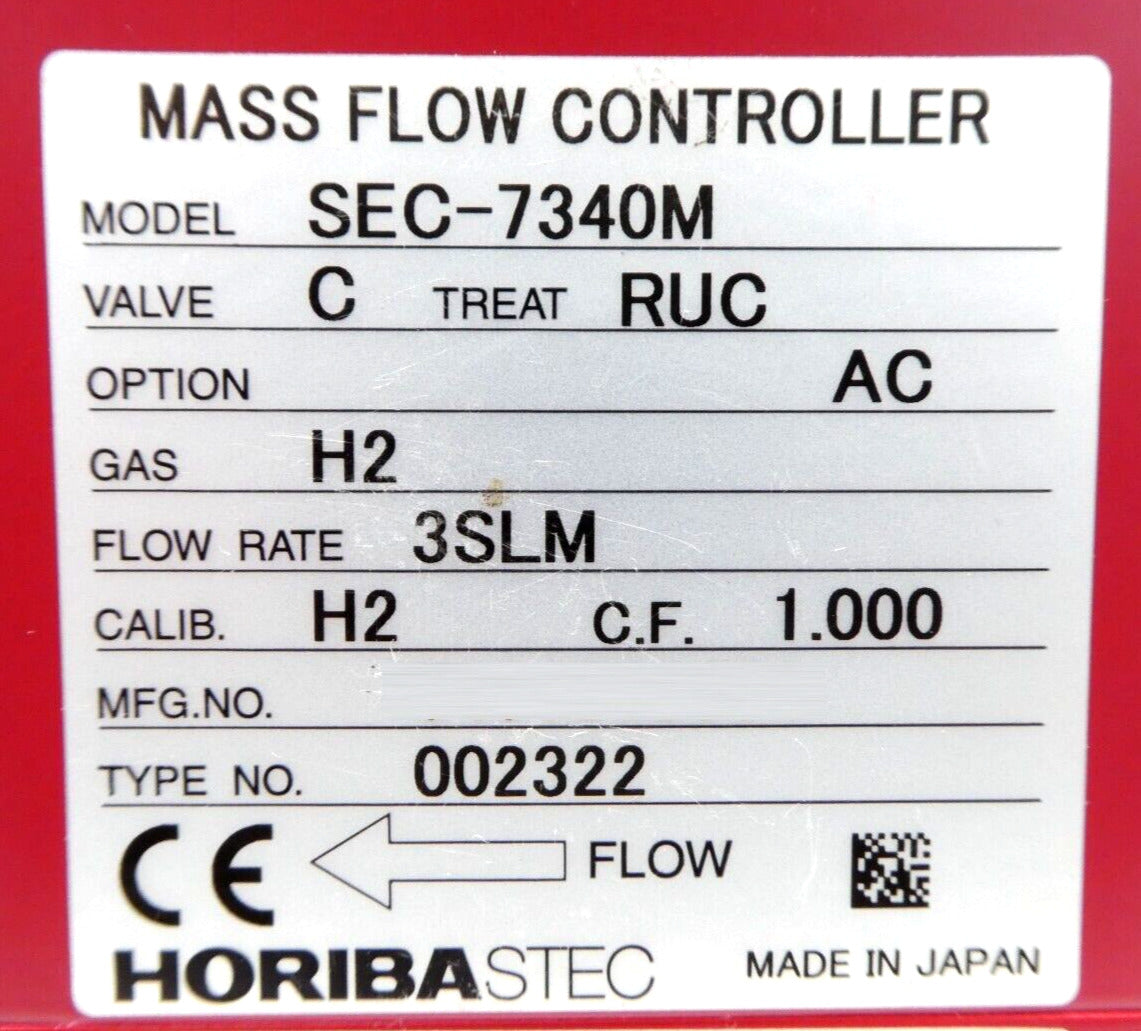 MASS FLOW CONTROLLER
MODEL SEC-7340M
VALVE C TREAT RUC
OPTION AC
GAS H2
FLOW RATE 3SLM
CALIB. H2 C.F. 1.000
MFG.NO.
TYPE NO. 002322
CE FLOW
HORIBASTEC MADE IN JAPAN